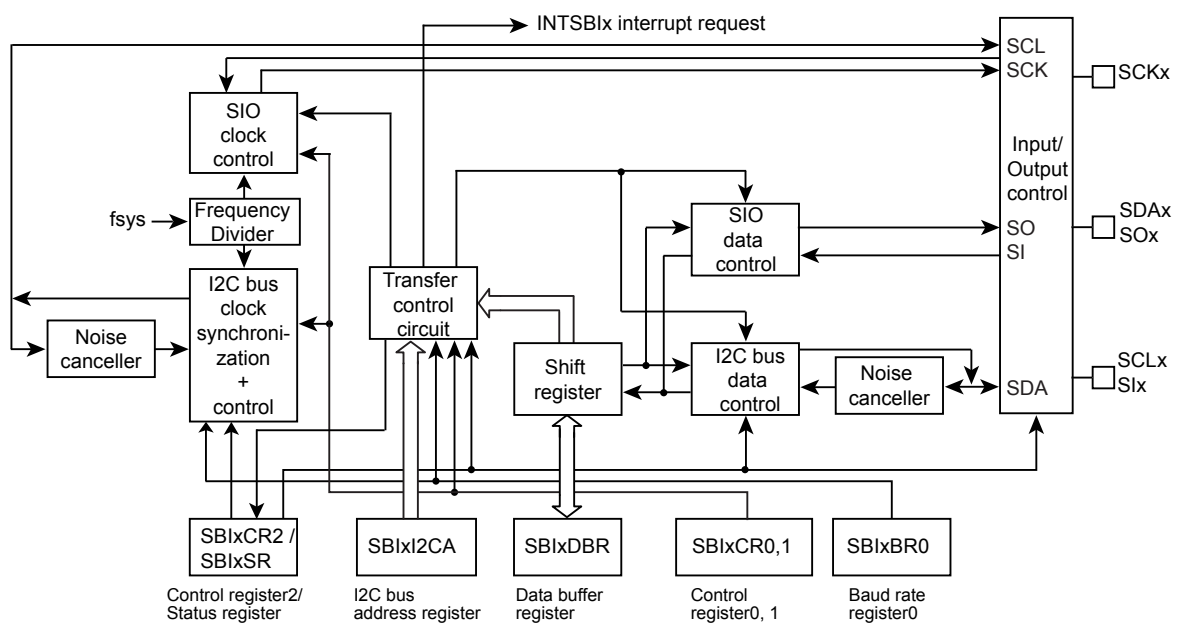 INTSBIx interrupt request
SCL
SCK
SCKx
SIO
clock
control
Input/
Output
control
fsys
Frequency
Divider
SIO
data
control
SO
SI
SDAx
SOx
I2C bus
clock
synchroni-
zation
+
control
Transfer
control
circuit
Noise
canceller
Shift
register
I2C bus
data
control
Noise
canceller
SDA
SCLx
SIx
SBIxCR2 /
SBIxSR
SBIxI2CA
SBIxDBR
SBIxCR0,1
SBIxBR0
Control register2/
Status register
I2C bus
address register
Data buffer
register
Control
register0, 1
Baud rate
register0